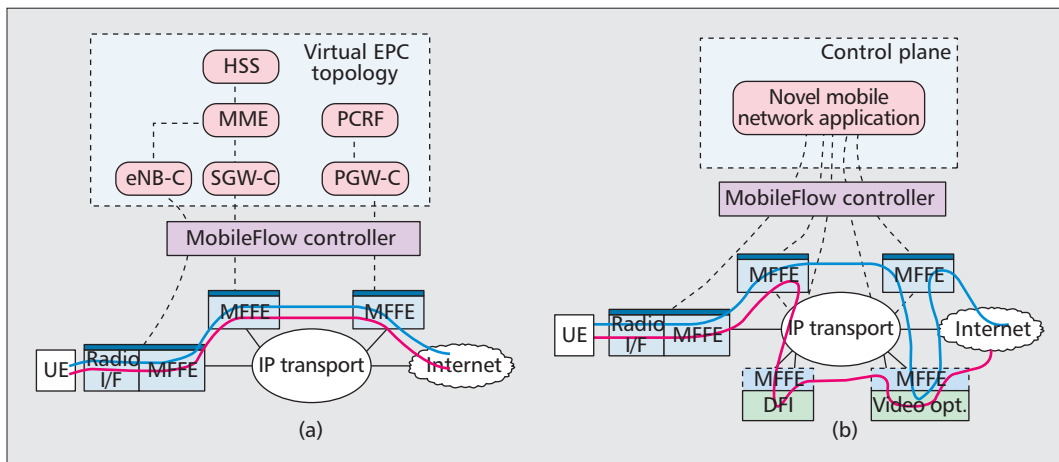 Virtual EPC
topology
HSS
MME
PCRF
eNB-C
SGW-C
PGW-C
MobileFlow controller
MFFE
MFFE
UE
Radio
I/F
MFFE
IP transport
Internet
(a)
Control plane
Novel mobile
network application
MobileFlow controller
MFFE
MFFE
UE
Radio
I/F
MFFE
IP transport
Internet
MFFE
DFI
MFFE
Video opt.
(b)